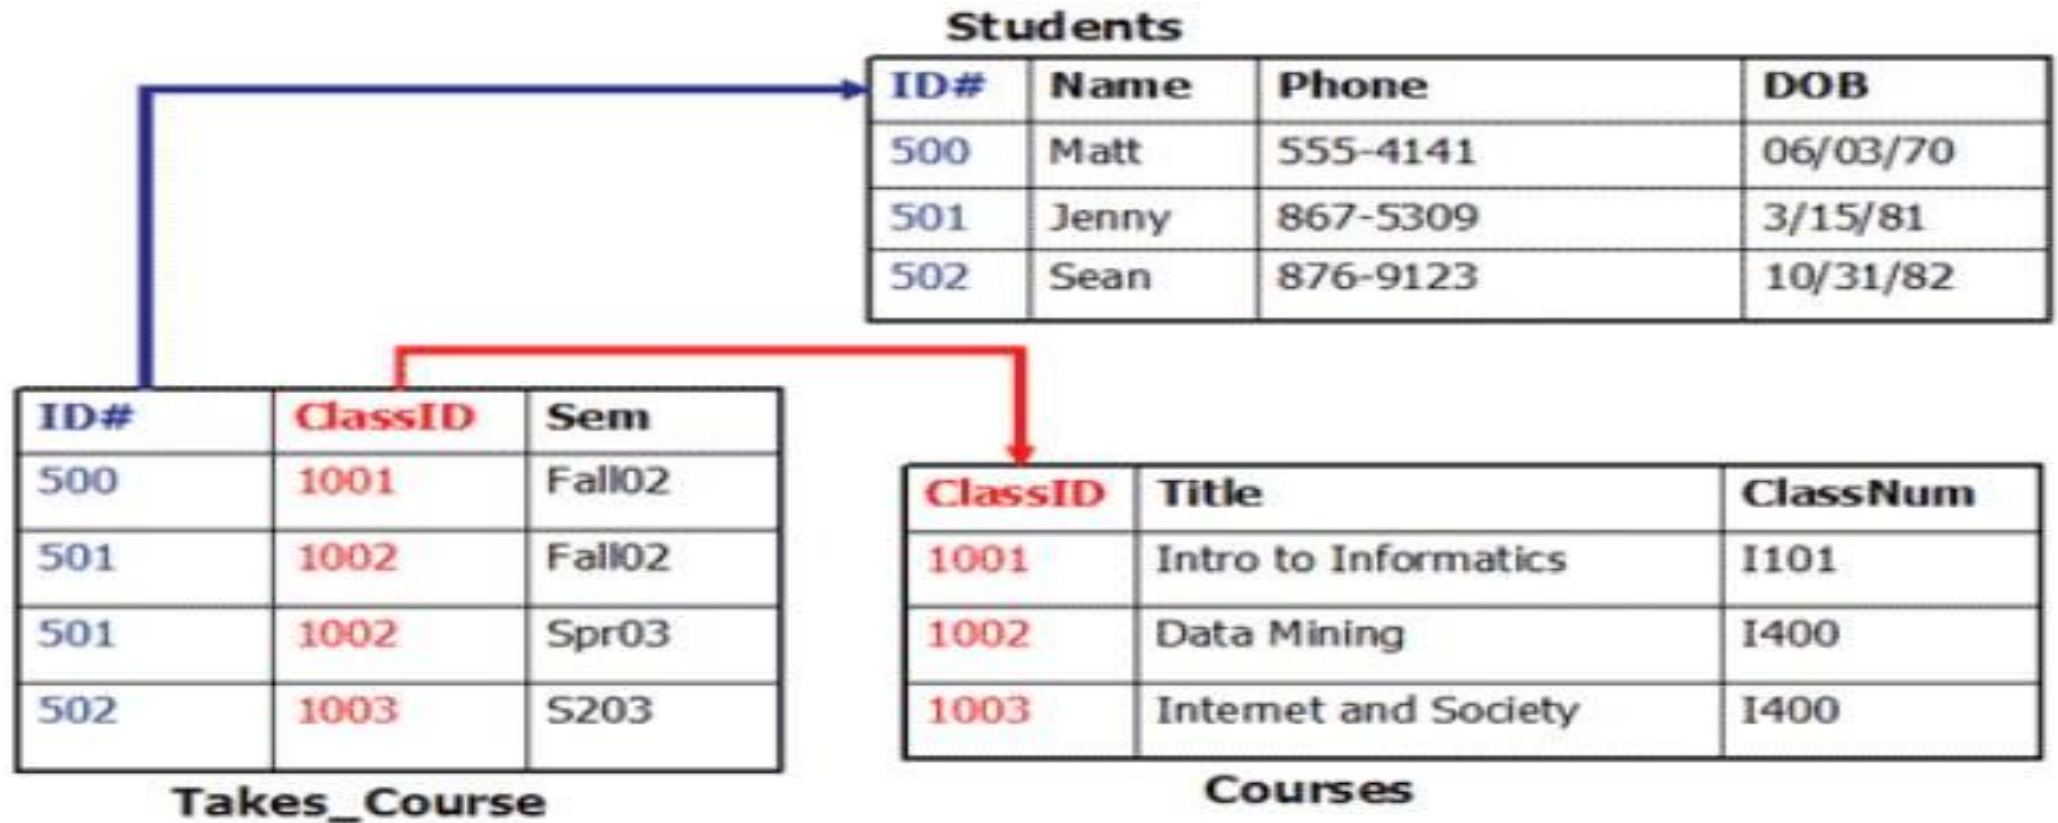 Students
ID# Name Phone DOB
500 Matt 555-4141 06/03/70
501 Jenny 867-5309 3/15/81
502 Sean 876-9123 10/31/82
ID# ClassID Sem
500 1001 Fall02
501 1002 Fall02
501 1002 Spr03
502 1003 S203
Takes_Course
ClassID Title ClassNum
1001 Intro to Informatics I101
1002 Data Mining I400
1003 Internet and Society I400
Courses